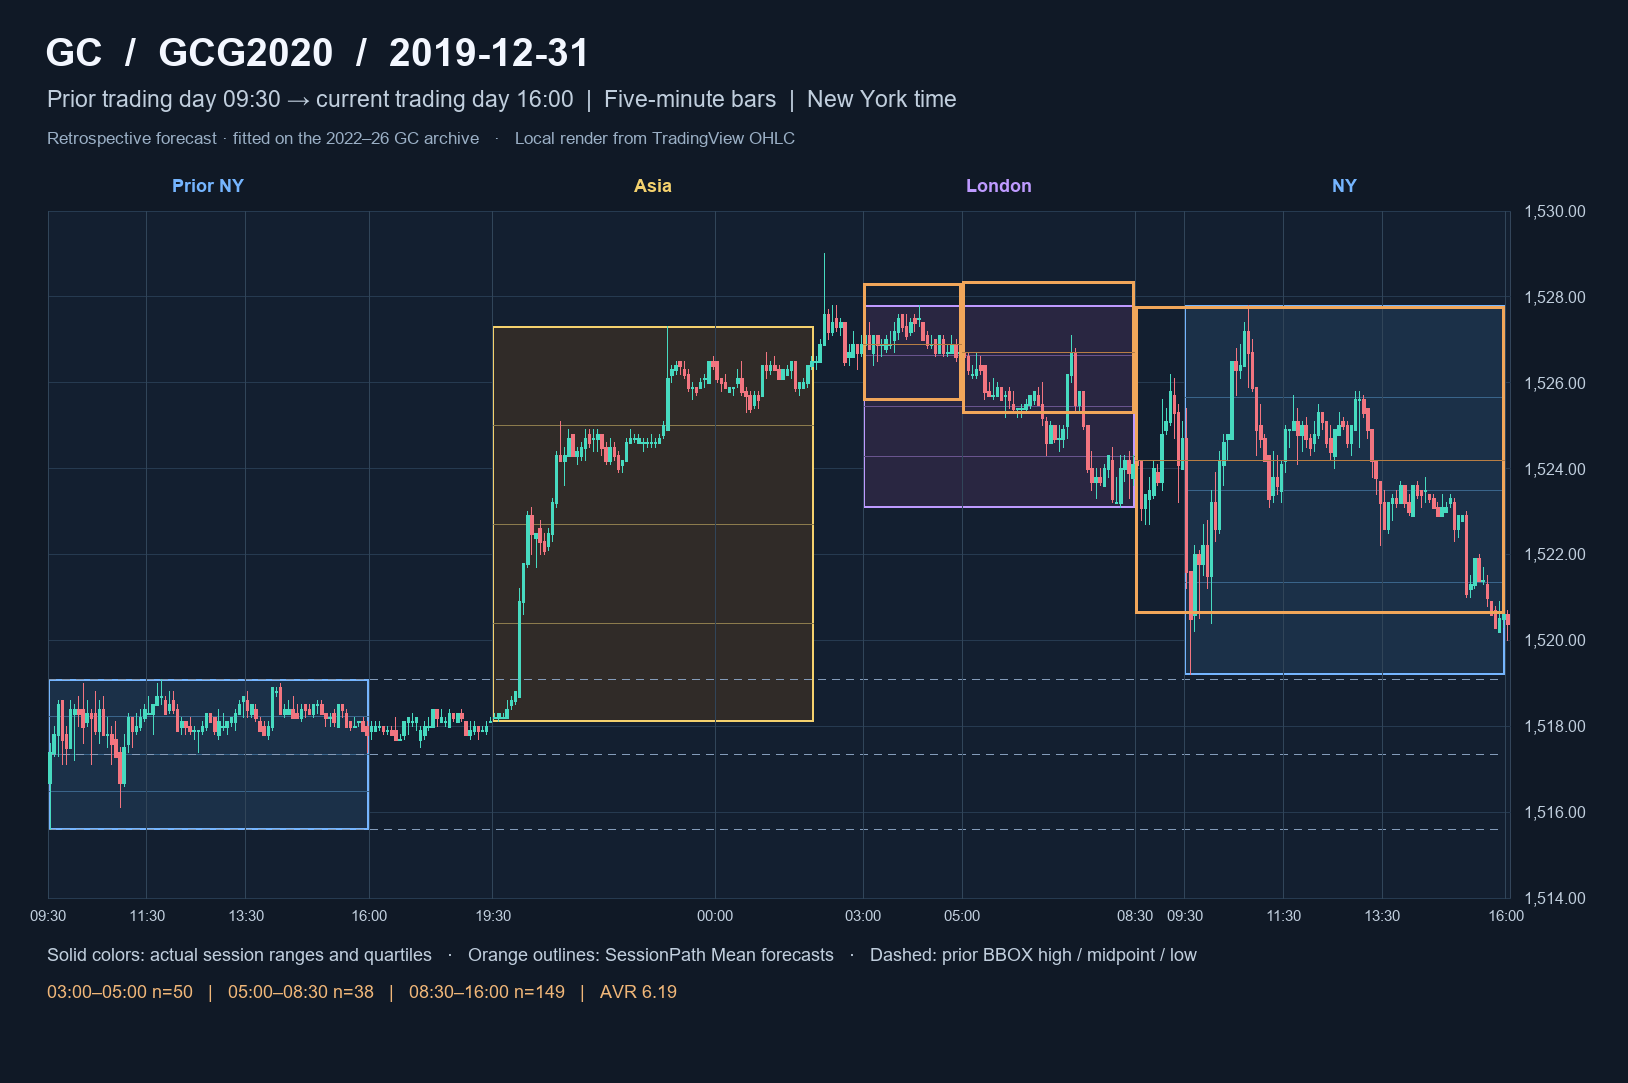 GC / GCG2020 / 2019-12-31
Prior trading day 09:30 → current trading day 16:00 | Five-minute bars | New York time
Retrospective forecast · fitted on the 2022–26 GC archive · Local render from TradingView OHLC
Prior NY Asia London NY
1,530.00
1,528.00
1,526.00
1,524.00
1,522.00
1,520.00
1,518.00
1,516.00
1,514.00
09:30 11:30 13:30 16:00 19:30 00:00 03:00 05:00 08:30 09:30 11:30 13:30 16:00
Solid colors: actual session ranges and quartiles · Orange outlines: SessionPath Mean forecasts · Dashed: prior BBOX high / midpoint / low
03:00–05:00 n=50 | 05:00–08:30 n=38 | 08:30–16:00 n=149 | AVR 6.19